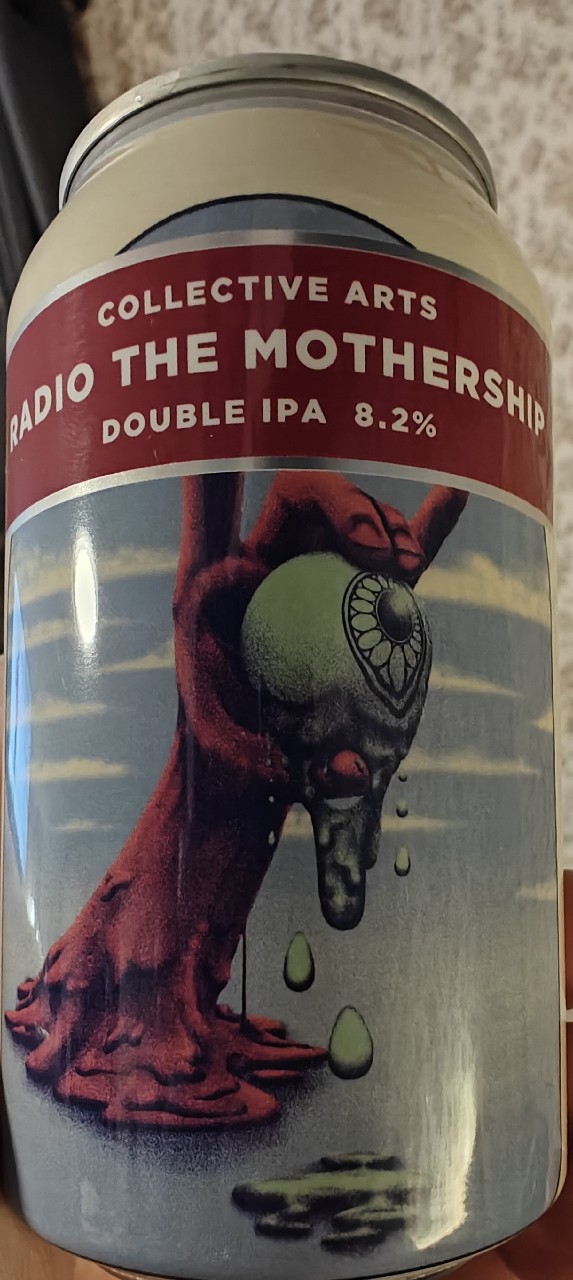 COLLECTIVE ARTS
RADIO THE MOTHERSHIP
DOUBLE IPA 8.2%